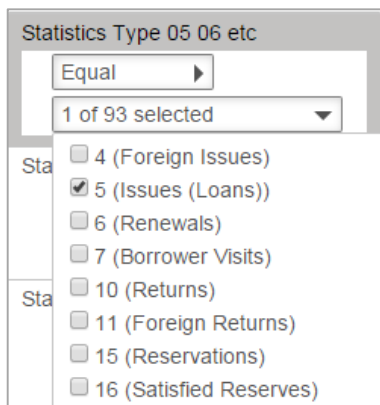 Statistics Type 05 06 etc
Equal
1 of 93 selected
Sta
4 (Foreign Issues)
5 (Issues (Loans))
6 (Renewals)
7 (Borrower Visits)
10 (Returns)
Sta
11 (Foreign Returns)
15 (Reservations)
16 (Satisfied Reserves)